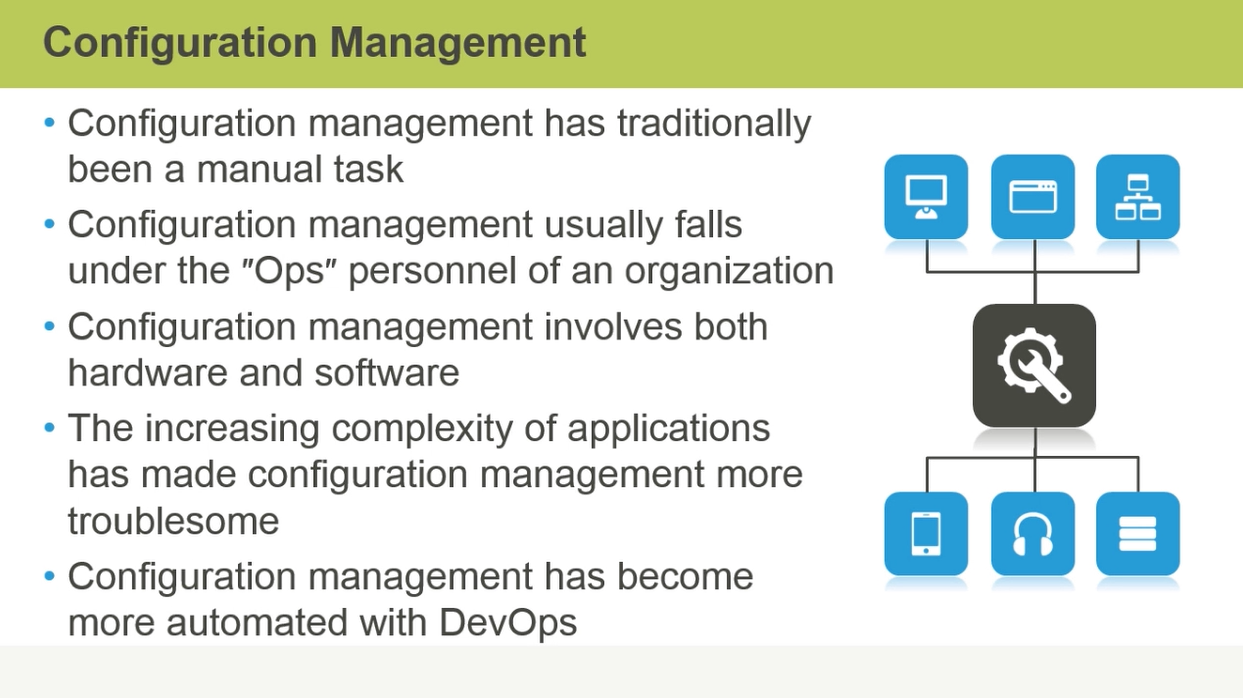 Configuration Management
• Configuration management has traditionally
been a manual task
• Configuration management usually falls
under the "Ops" personnel of an organization
• Configuration management involves both
hardware and software
• The increasing complexity of applications
has made configuration management more
troublesome
• Configuration management has become
more automated with DevOps